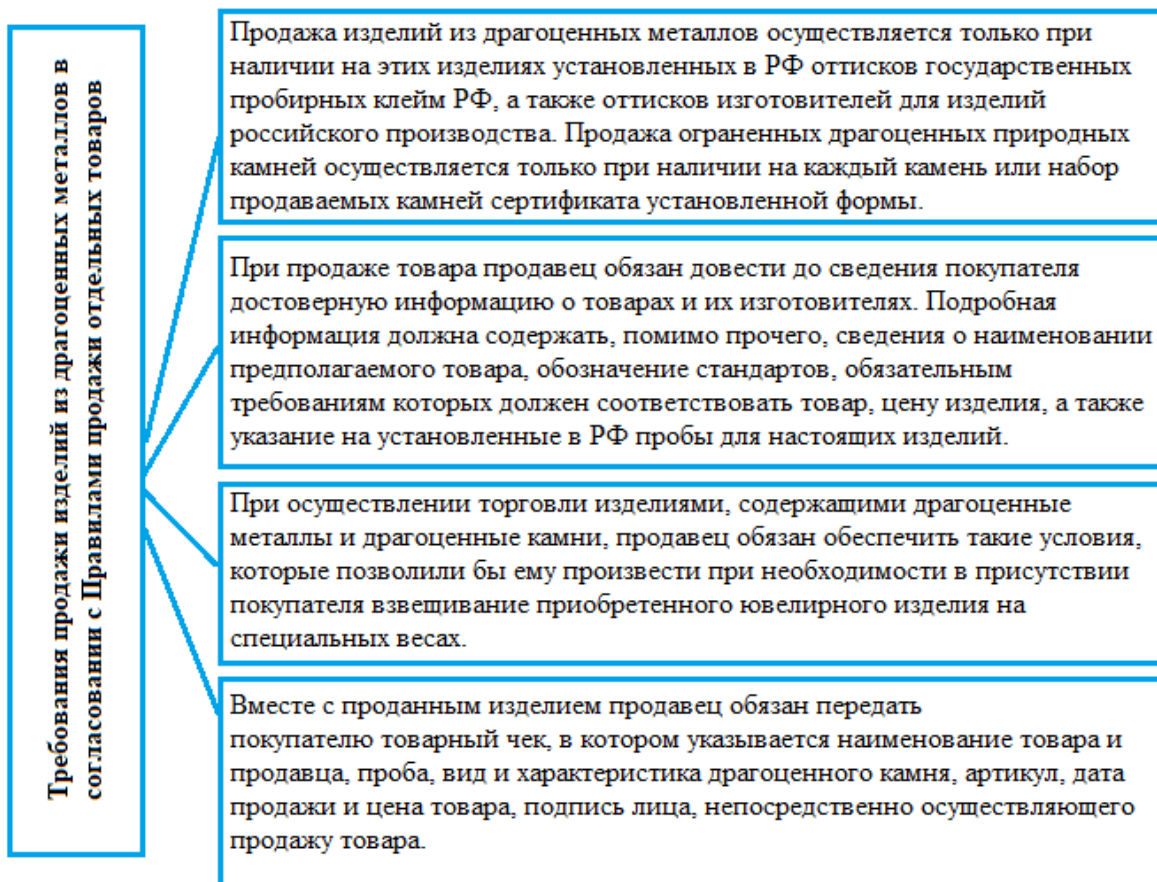 Требования продажи изделий из драгоценных металлов в
согласовании с Правилами продажи отдельных товаров
Продажа изделий из драгоценных металлов осуществляется только при
наличии на этих изделиях установленных в РФ оттисков государственных
пробирных клейм РФ, а также оттисков изготовителей для изделий
российского производства. Продажа ограненных драгоценных природных
камней осуществляется только при наличии на каждый камень или набор
продаваемых камней сертификата установленной формы.
При продаже товара продавец обязан довести до сведения покупателя
достоверную информацию о товарах и их изготовителях. Подробная
информация должна содержать, помимо прочего, сведения о наименовании
предполагаемого товара, обозначение стандартов, обязательным
требованиям которых должен соответствовать товар, цену изделия, а также
указание на установленные в РФ пробы для настоящих изделий.
При осуществлении торговли изделиями, содержащими драгоценные
металлы и драгоценные камни, продавец обязан обеспечить такие условия,
которые позволили бы ему произвести при необходимости в присутствии
покупателя взвещивание приобретенного ювелирного изделия на
специальных весах.
Вместе с проданным изделием продавец обязан передать
покупателю товарный чек, в котором указывается наименование товара и
продавца, проба, вид и характеристика драгоценного камня, артикул, дата
продажи и цена товара, подпись лица, непосредственно осуществляющего
продажу товара.